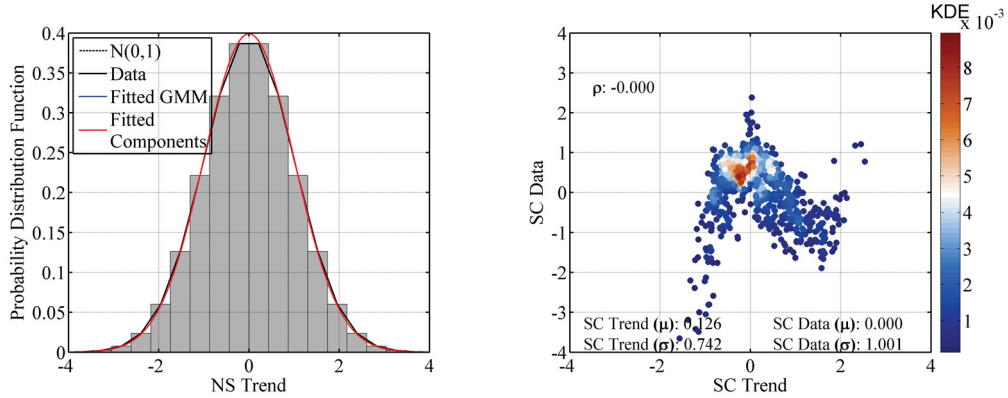 0.4
0.35
0.3
0.25
0.2
0.15
0.1
0.05
0
-4
-2
0
2
4
Probability Distribution Function
NS Trend
N(0,1)
Data
Fitted GMM
Fitted
Components
4
3
2
1
0
-1
-2
-3
-4
-4
-2
0
2
4
SC Data
SC Trend
ρ: -0.000
SC Trend (μ): 0.126
SC Data (μ): 0.000
SC Trend (σ): 0.742
SC Data (σ): 1.001
KDE
x 10⁻³
8
7
6
5
4
3
2
1